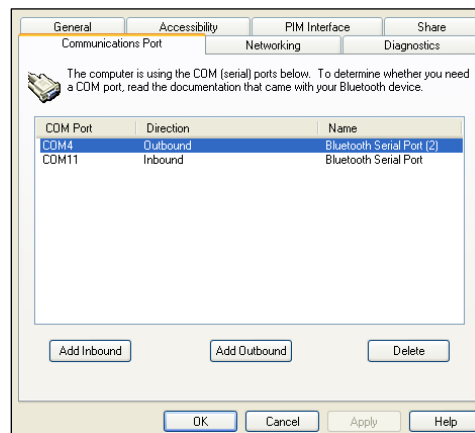 General Accessibility PIM Interface Share
Communications Port Networking Diagnostics
The computer is using the COM (serial) ports below. To determine whether you need
a COM port, read the documentation that came with your Bluetooth device.
COM Port Direction Name
COM4 Outbound Bluetooth Serial Port (2)
COM11 Inbound Bluetooth Serial Port
Add Inbound Add Outbound Delete
OK Cancel Apply Help